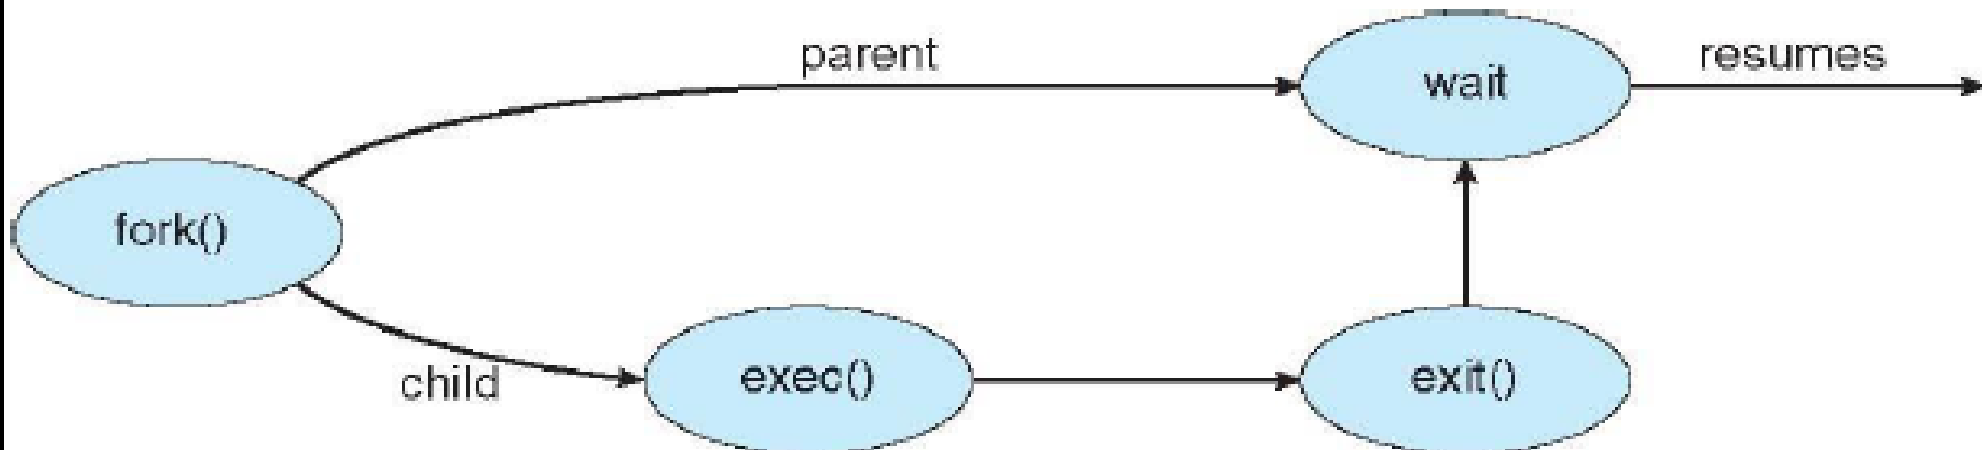 parent
wait
resumes
fork()
child
exec()
exit()